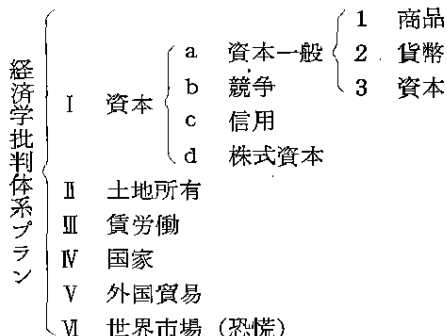 経済学批判体系プラン
Ⅰ 資本
a 資本一般
1 商品
2 貨幣
3 資本
b 競争
c 信用
d 株式資本
Ⅱ 土地所有
Ⅲ 賃労働
Ⅳ 国家
Ⅴ 外国貿易
Ⅵ 世界市場(恐慌)